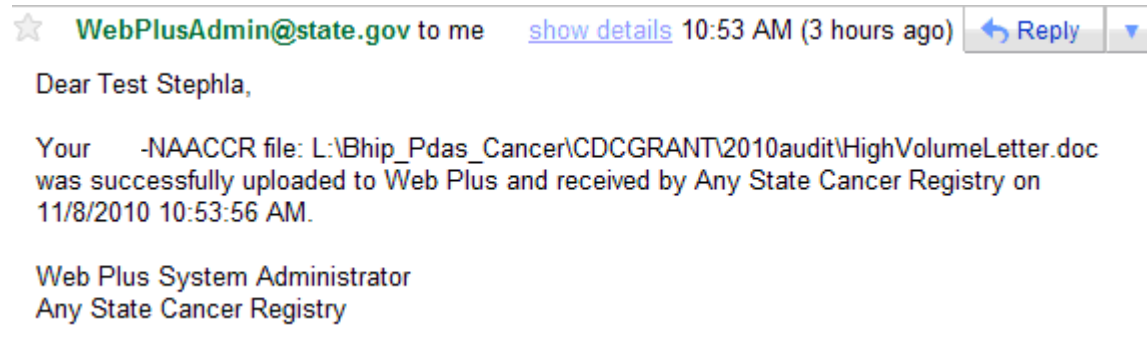 WebPlusAdmin@state.gov to me show details 10:53 AM (3 hours ago) Reply
Dear Test Stephla,
Your -NAACCR file: L:\Bhip_Pdas_Cancer\CDCGRANT\2010audit\HighVolumeLetter.doc
was successfully uploaded to Web Plus and received by Any State Cancer Registry on
11/8/2010 10:53:56 AM.
Web Plus System Administrator
Any State Cancer Registry